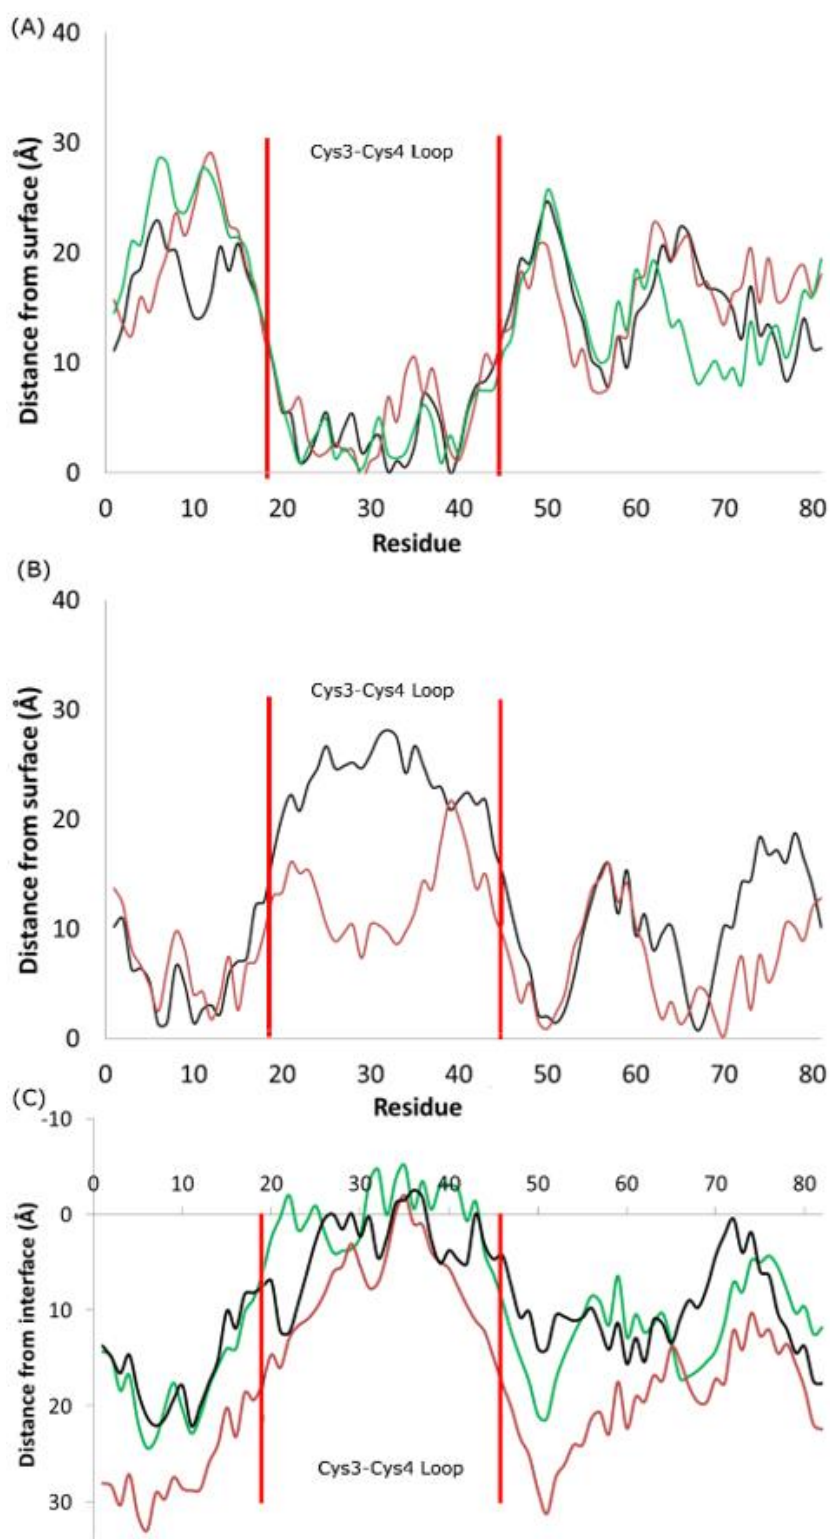 (A)
40
30
20
10
0
Distance from surface (Å)
Cys3-Cys4 Loop
0 10 20 30 40 50 60 70 80
Residue
(B)
40
30
20
10
0
Distance from surface (Å)
Cys3-Cys4 Loop
0 10 20 30 40 50 60 70 80
Residue
(C)
-10
0
10
20
30
Distance from interface (Å)
0 10 20 30 40 50 60 70 80
Cys3-Cys4 Loop